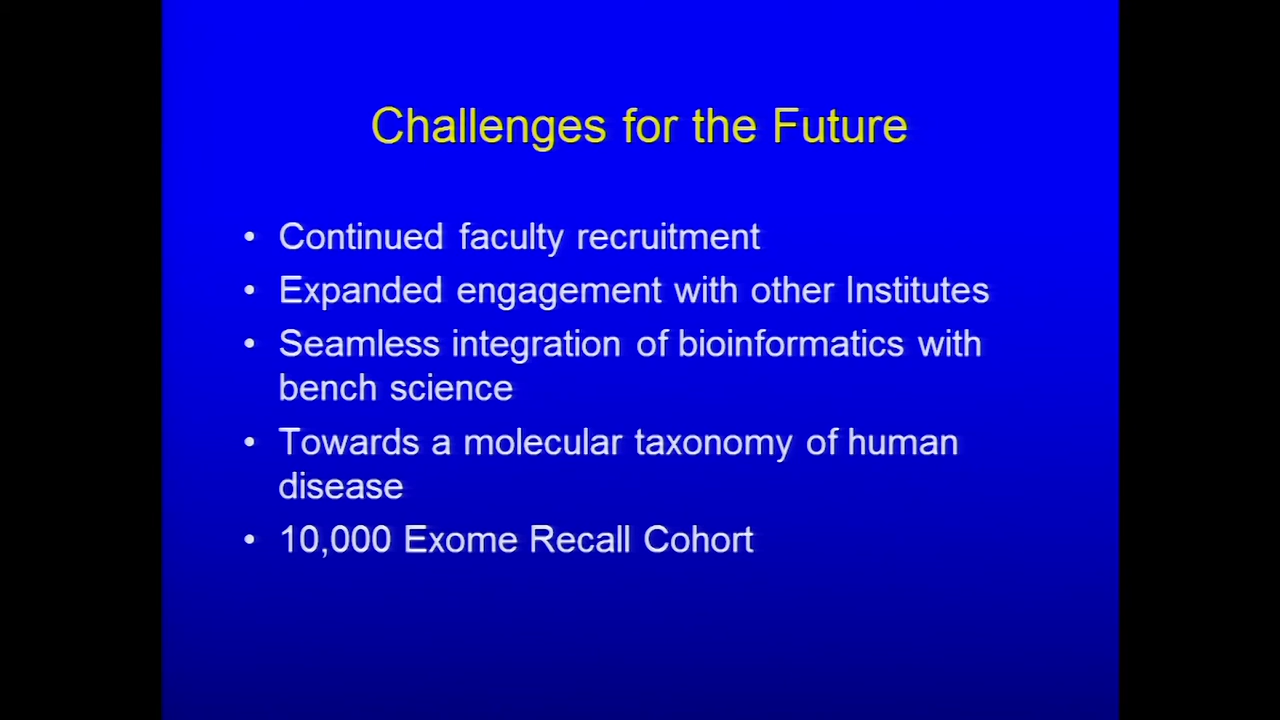 Challenges for the Future
• Continued faculty recruitment
• Expanded engagement with other Institutes
• Seamless integration of bioinformatics with
bench science
• Towards a molecular taxonomy of human
disease
• 10,000 Exome Recall Cohort